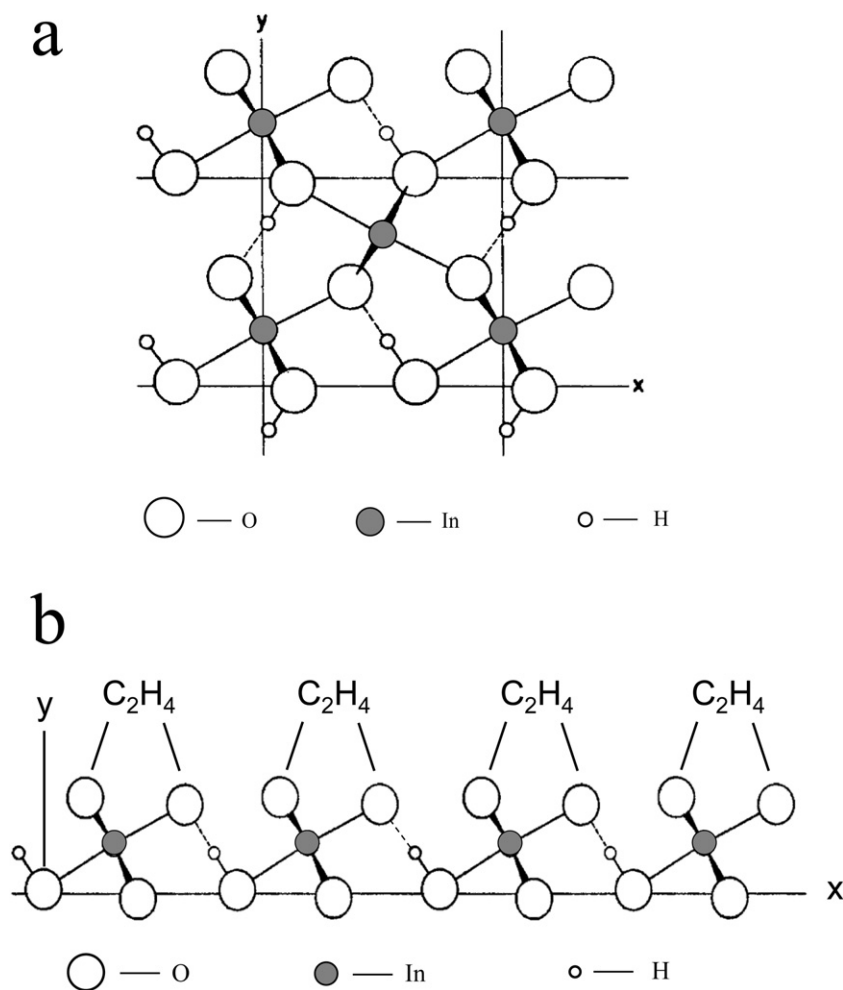 a
y
x
— O — In — H
b
y C₂H₄ C₂H₄ C₂H₄ C₂H₄
x
— O — In — H